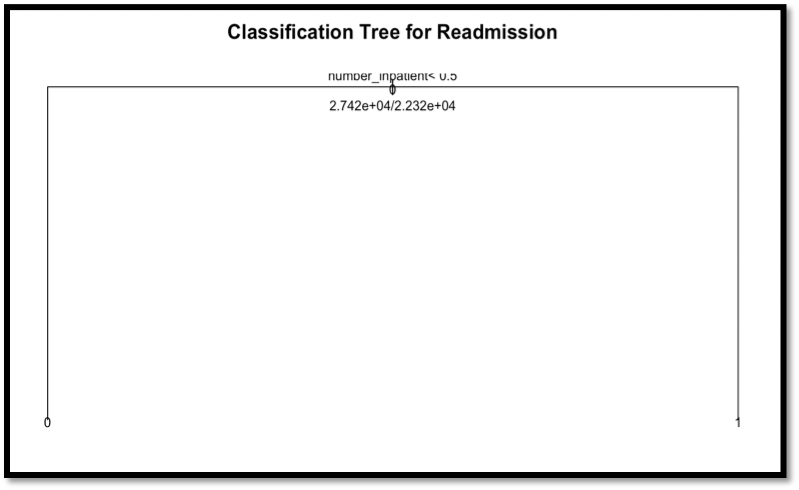 Classification Tree for Readmission
number_inpatient< 0.5
0
2.742e+04/2.232e+04
0
1